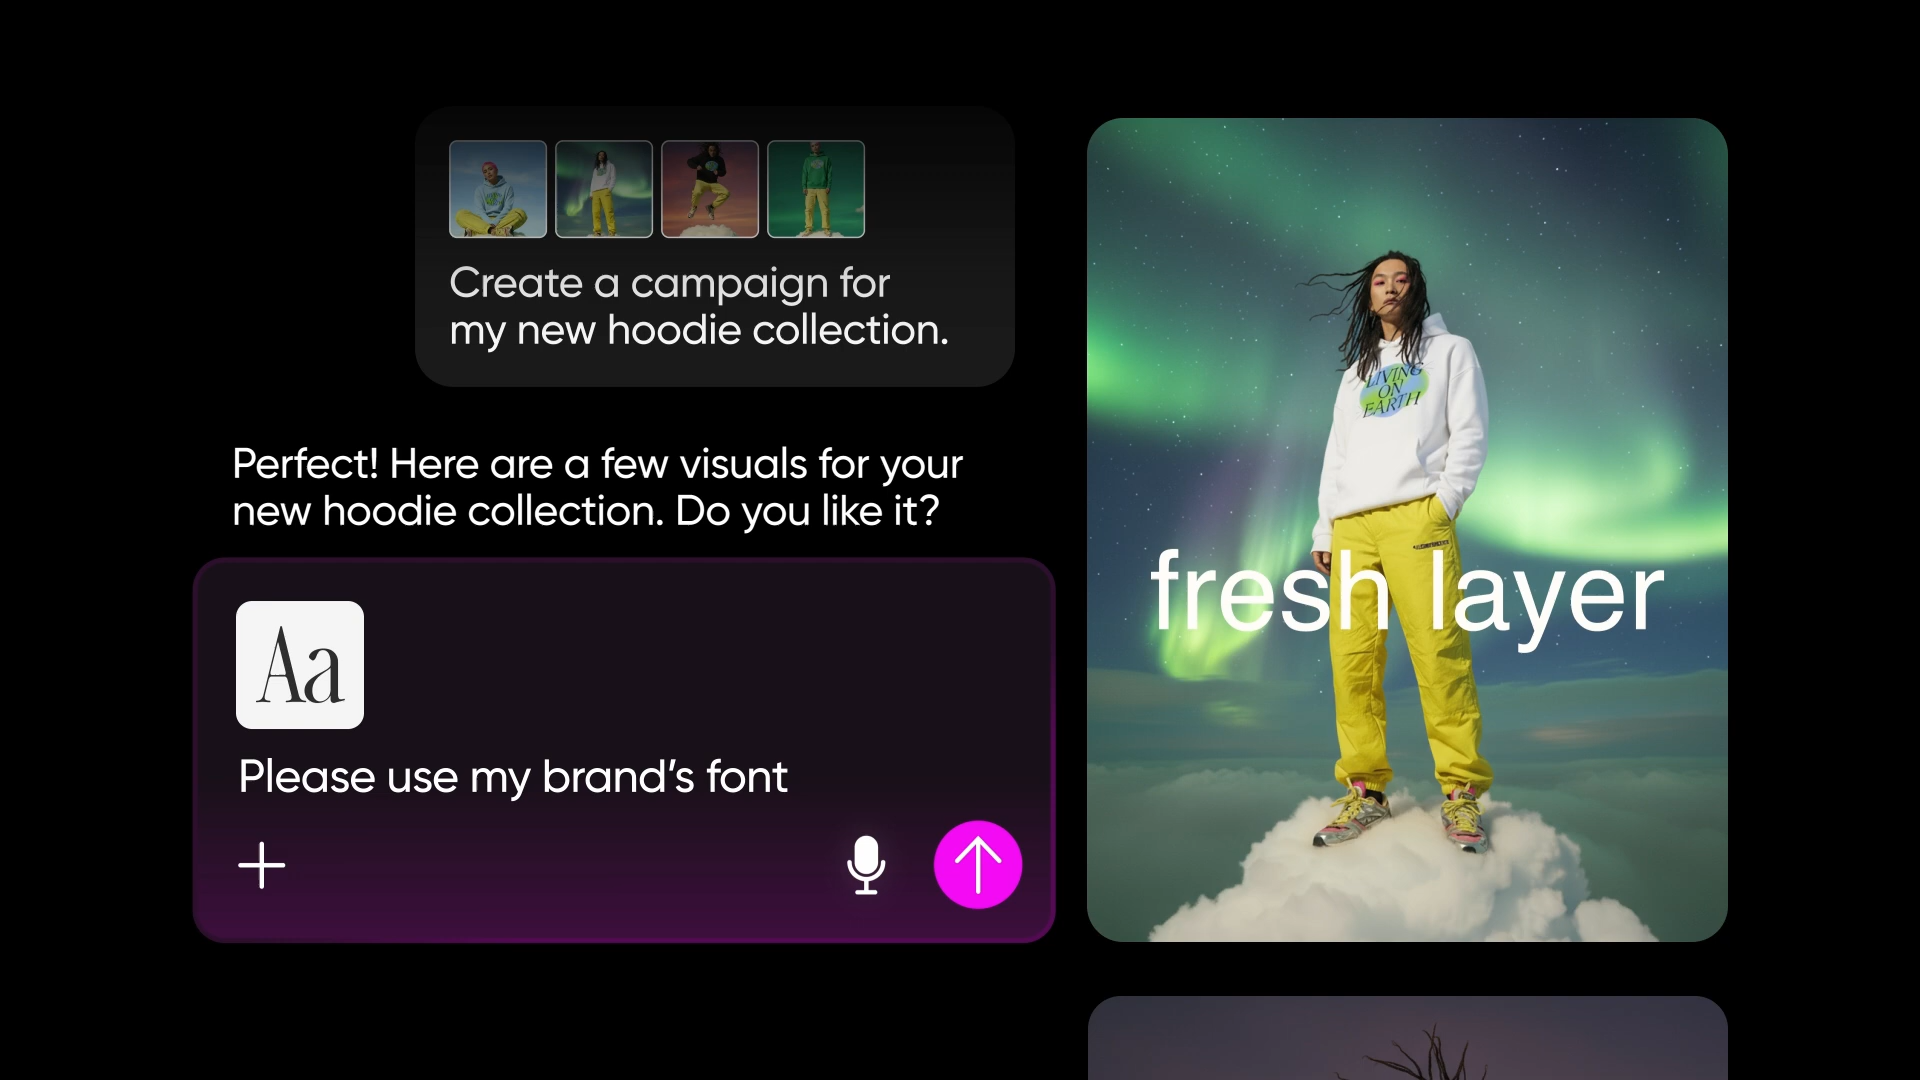 Create a campaign for
my new hoodie collection.
Perfect! Here are a few visuals for your
new hoodie collection. Do you like it?
Aa
Please use my brand’s font
LIVING
ON
EARTH
fresh layer